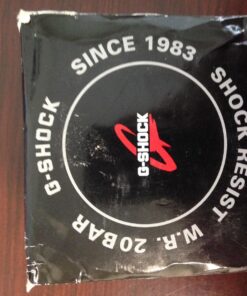 SINCE 1983
SHOCK RESIST
W.R. 20BAR
G-SHOCK
G-SHOCK